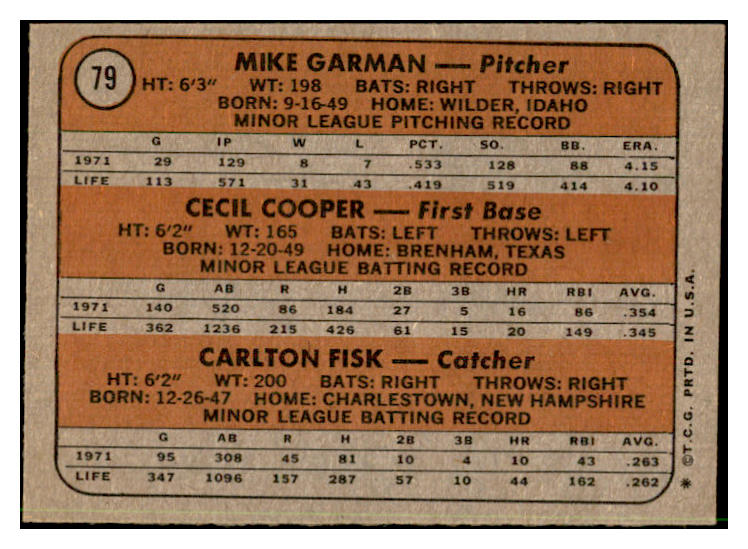 79
MIKE GARMAN — Pitcher
HT: 6'3" WT: 198 BATS: RIGHT THROWS: RIGHT
BORN: 9-16-49 HOME: WILDER, IDAHO
MINOR LEAGUE PITCHING RECORD
G IP W L PCT. SO. BB. ERA.
1971 29 129 8 7 .533 128 88 4.15
LIFE 113 571 31 43 .419 519 414 4.10
CECIL COOPER — First Base
HT: 6'2" WT: 165 BATS: LEFT THROWS: LEFT
BORN: 12-20-49 HOME: BRENHAM, TEXAS
MINOR LEAGUE BATTING RECORD
G AB R H 2B 3B HR RBI AVG.
1971 140 520 86 184 27 5 16 86 .354
LIFE 362 1236 215 426 61 15 20 149 .345
CARLTON FISK — Catcher
HT: 6'2" WT: 200 BATS: RIGHT THROWS: RIGHT
BORN: 12-26-47 HOME: CHARLESTOWN, NEW HAMPSHIRE
MINOR LEAGUE BATTING RECORD
G AB R H 2B 3B HR RBI AVG.
1971 95 308 45 81 10 4 10 43 .263
LIFE 347 1096 157 287 57 10 44 162 .262
* ©T.C.G. PRTD. IN U.S.A.